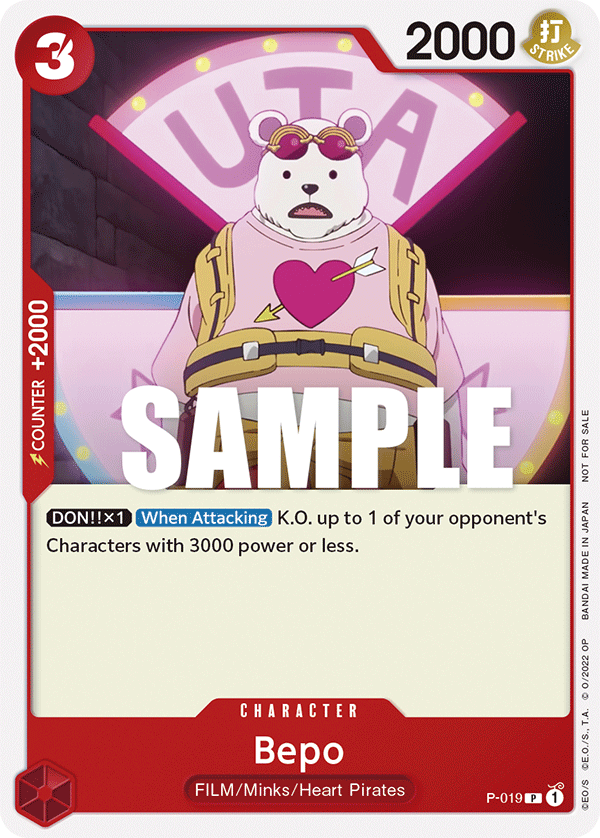 3
2000
打
STRIKE
UTA
COUNTER +2000
SAMPLE
DON!!×1 When Attacking K.O. up to 1 of your opponent's
Characters with 3000 power or less.
CHARACTER
Bepo
FILM/Minks/Heart Pirates
P-019 P 1
©EO/S ©E.O./S., T.A. © O/2022 OP BANDAI MADE IN JAPAN NOT FOR SALE